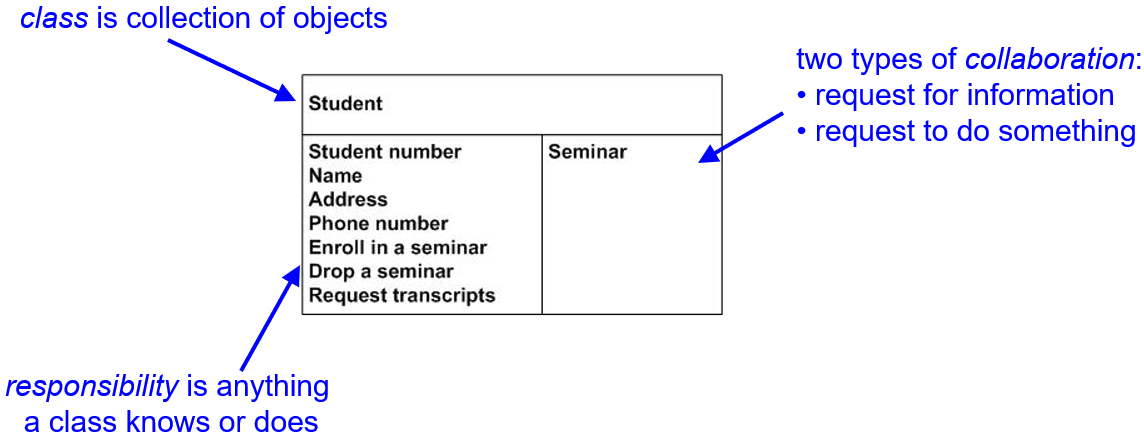 class is collection of objects
two types of collaboration:
• request for information
• request to do something
Student
Student number
Name
Address
Phone number
Enroll in a seminar
Drop a seminar
Request transcripts
Seminar
responsibility is anything
a class knows or does